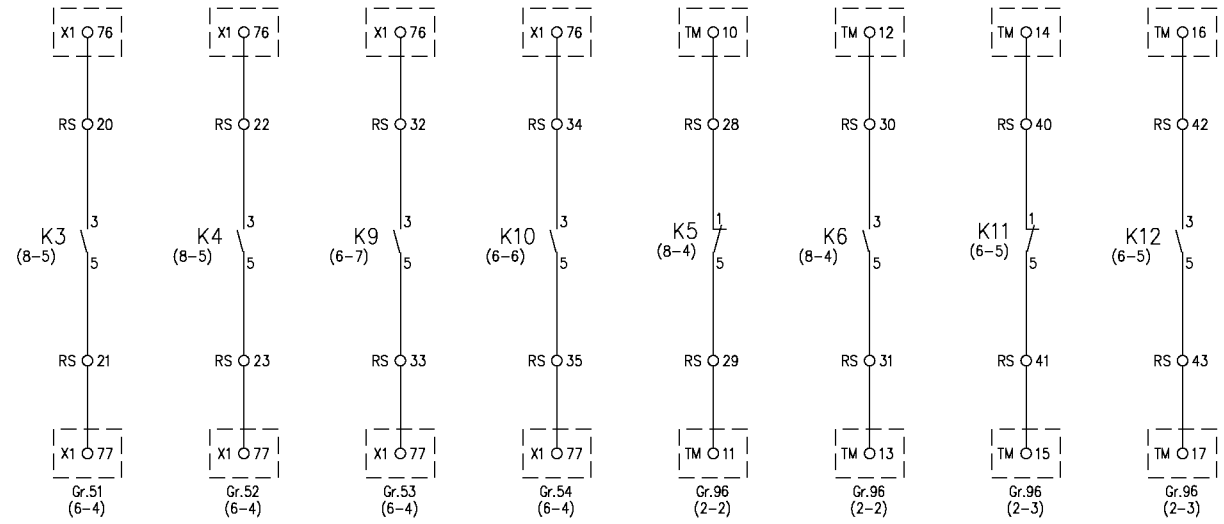 X1 76 X1 76 X1 76 X1 76 TM 10 TM 12 TM 14 TM 16
RS 20 RS 22 RS 32 RS 34 RS 28 RS 30 RS 40 RS 42
3 3 3 3 1 3 1 3
K3 K4 K9 K10 K5 K6 K11 K12
(8-5) (8-5) (6-7) (6-6) (8-4) (8-4) (6-5) (6-5)
5 5 5 5 5 5 5 5
RS 21 RS 23 RS 33 RS 35 RS 29 RS 31 RS 41 RS 43
X1 77 X1 77 X1 77 X1 77 TM 11 TM 13 TM 15 TM 17
Gr.51 Gr.52 Gr.53 Gr.54 Gr.96 Gr.96 Gr.96 Gr.96
(6-4) (6-4) (6-4) (6-4) (2-2) (2-2) (2-3) (2-3)